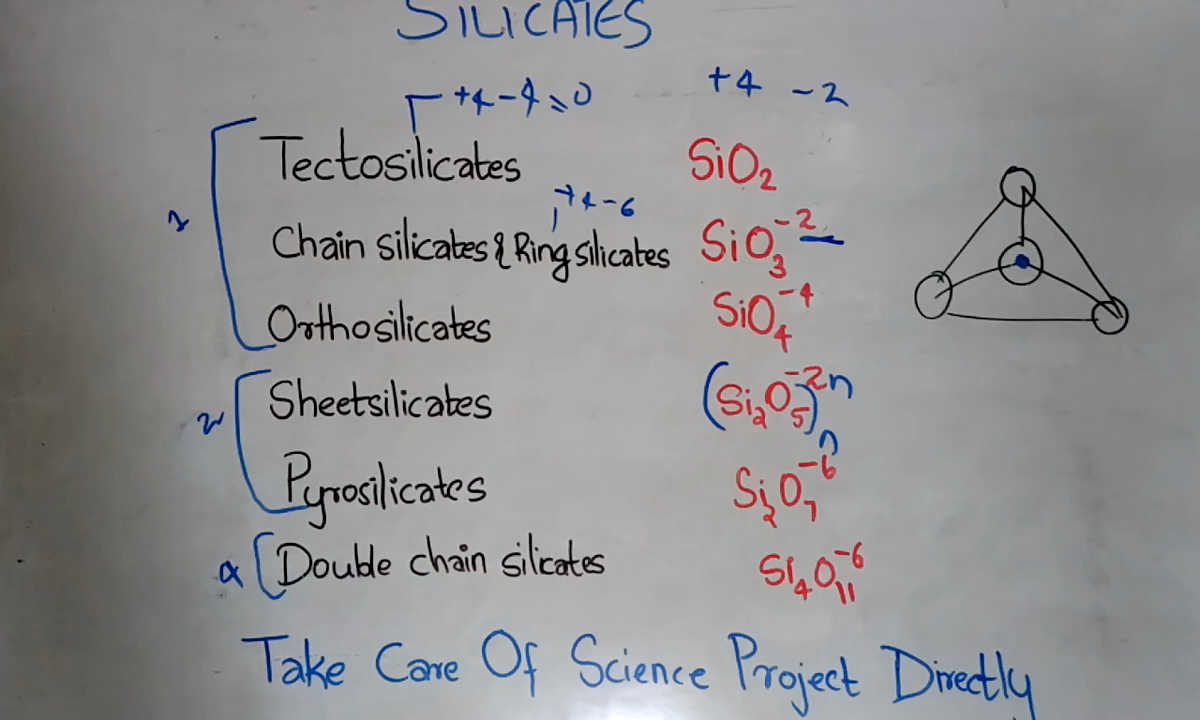 SILICATES
+4-4=0 +4 -2
Tectosilicates SiO2
+4-6
Chain silicates & Ring silicates SiO3-2
Orthosilicates SiO4-4
Sheetsilicates (Si2O5)n-2n
Pyrosilicates Si2O7-6
Double chain silicates Si4O11-6
Take Care Of Science Project Directly